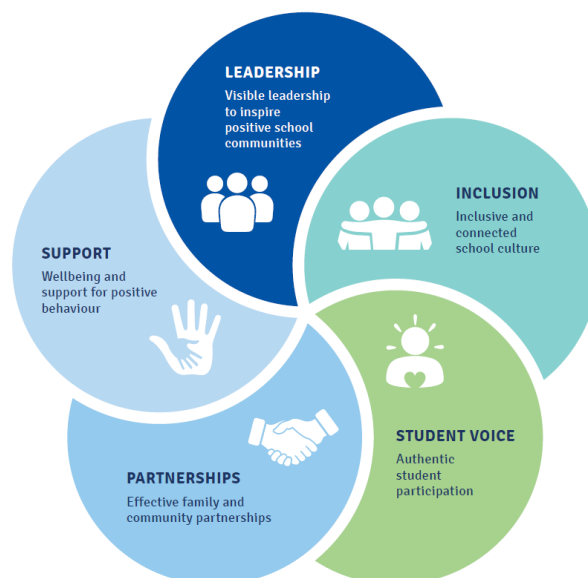 LEADERSHIP
Visible leadership
to inspire
positive school
communities
INCLUSION
Inclusive and
connected
school culture
STUDENT VOICE
Authentic
student
participation
PARTNERSHIPS
Effective family and
community partnerships
SUPPORT
Wellbeing and
support for positive
behaviour